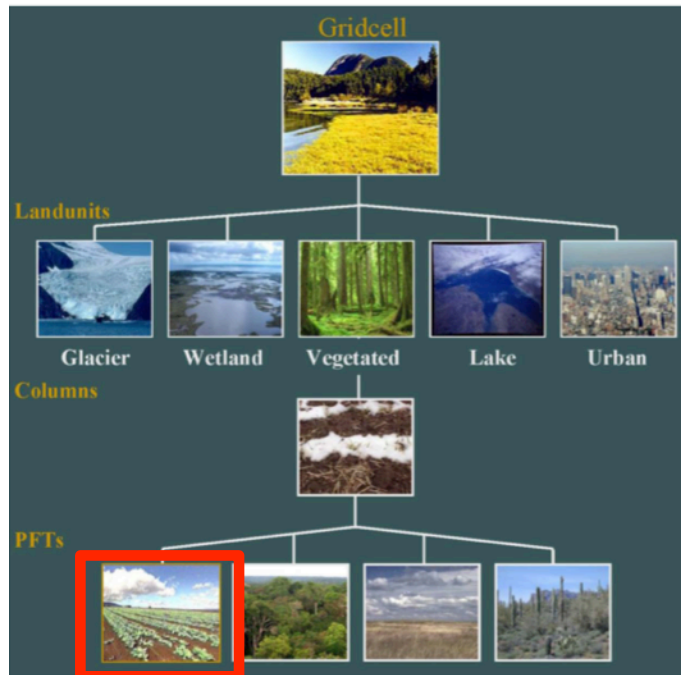 Gridcell
Landunits
Glacier Wetland Vegetated Lake Urban
Columns
PFTs